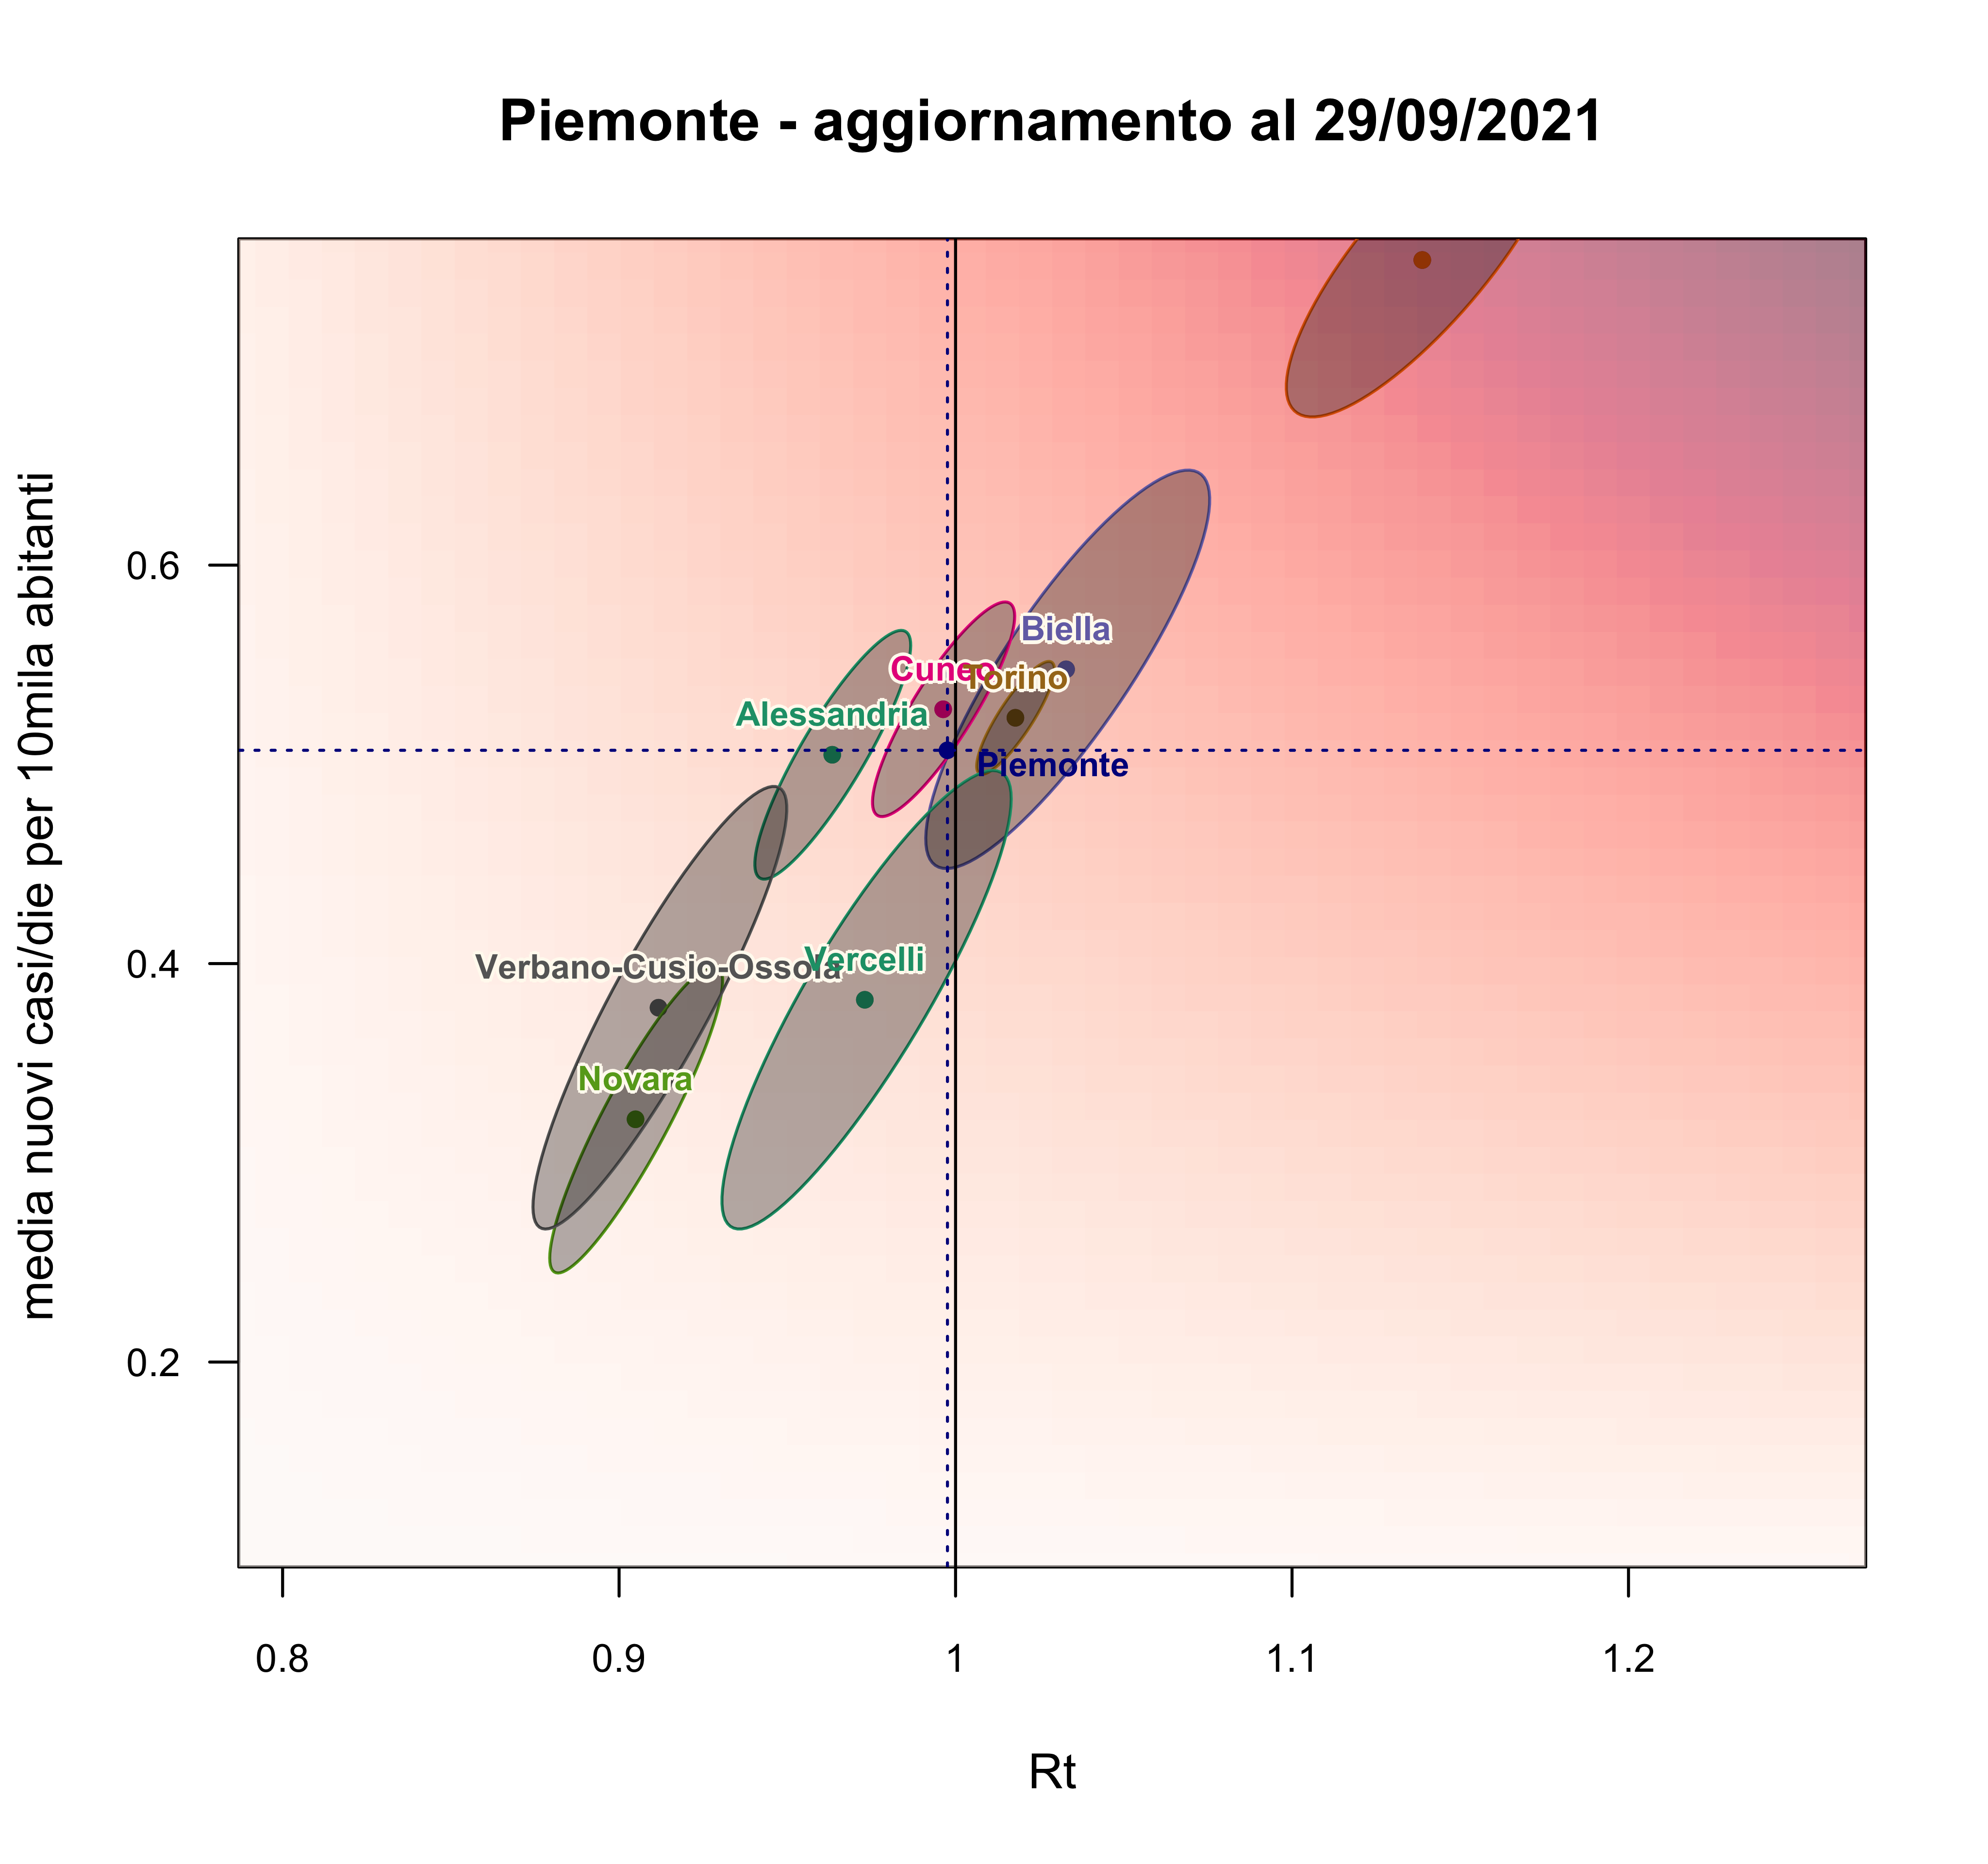 Piemonte - aggiornamento al 29/09/2021
media nuovi casi/die per 10mila abitanti
0.6
0.4
0.2
Biella
Cuneo
Torino
Alessandria
Piemonte
Vercelli
Verbano-Cusio-Ossola
Novara
0.8 0.9 1 1.1 1.2
Rt